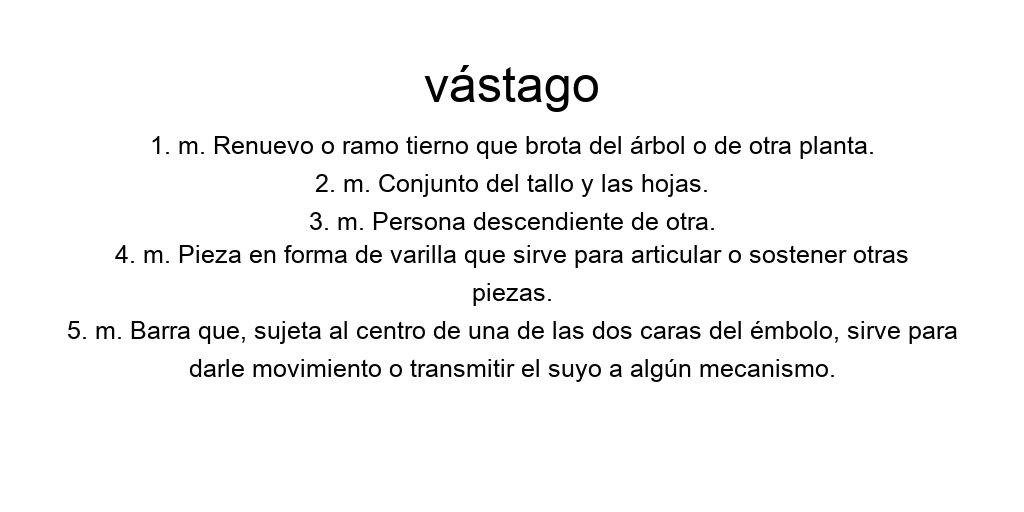 vástago
1. m. Renuevo o ramo tierno que brota del árbol o de otra planta.
2. m. Conjunto del tallo y las hojas.
3. m. Persona descendiente de otra.
4. m. Pieza en forma de varilla que sirve para articular o sostener otras
piezas.
5. m. Barra que, sujeta al centro de una de las dos caras del émbolo, sirve para
darle movimiento o transmitir el suyo a algún mecanismo.